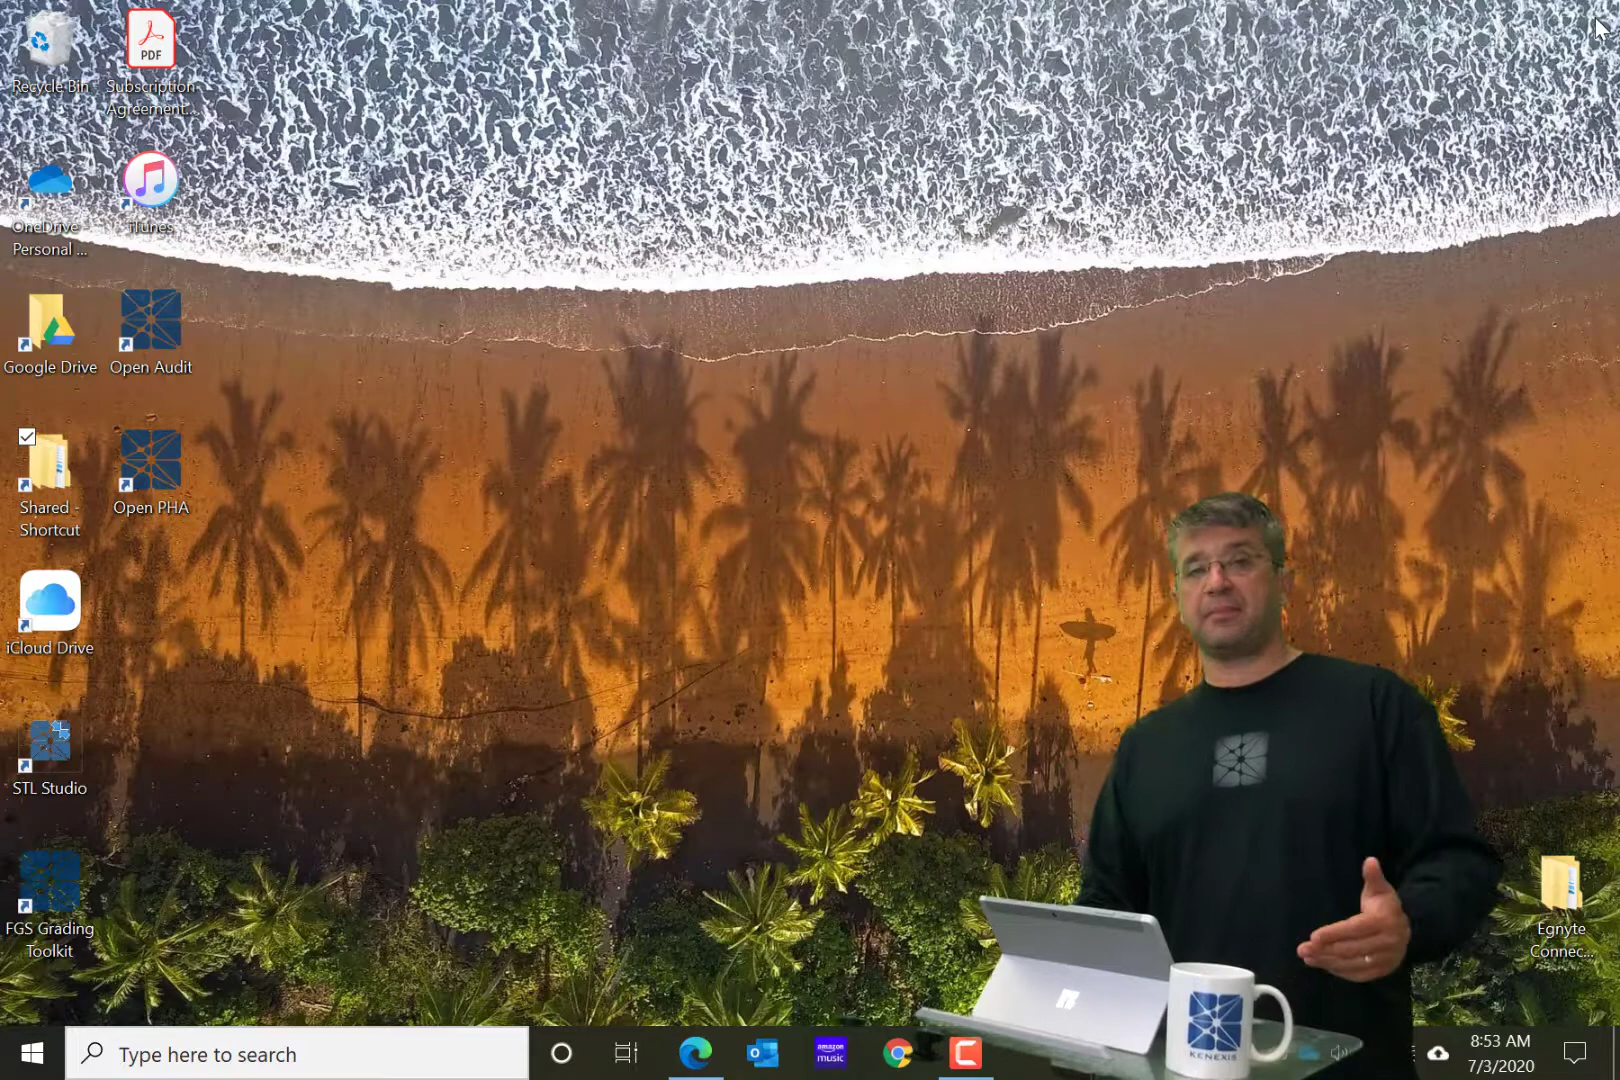 Recycle Bin
PDF
Subscription
Agreement...
OneDrive -
Personal ...
iTunes
Google Drive
Open Audit
Shared -
Shortcut
Open PHA
iCloud Drive
STL Studio
FGS Grading
Toolkit
Egnyte
Connec...
KENEXIS
Type here to search
amazon
music
8:53 AM
7/3/2020